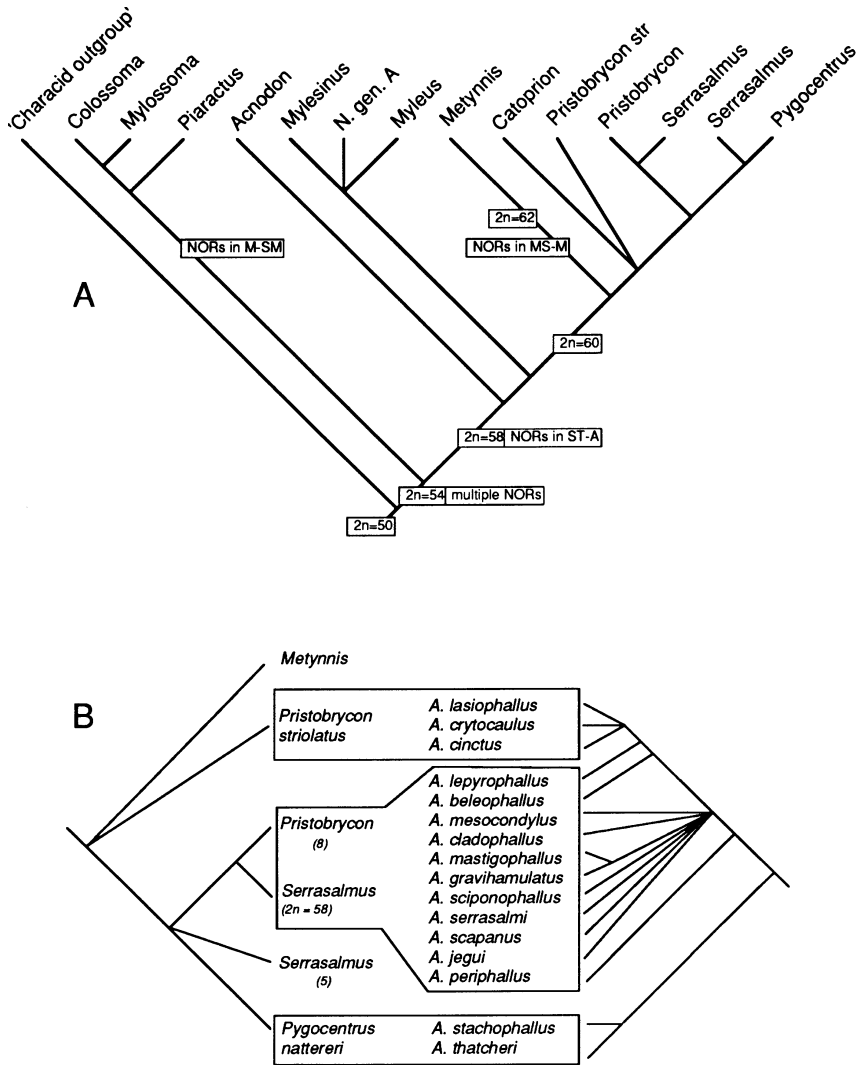 'Characid outgroup'
Colossoma
Mylossoma
Piaractus
Acnodon
Mylesinus
N. gen. A
Myleus
Metynnis
Catoprion
Pristobrycon str
Pristobrycon
Serrasalmus
Serrasalmus
Pygocentrus
2n=62
NORs in M-SM
NORs in MS-M
A
2n=60
2n=58 NORs in ST-A
2n=54 multiple NORs
2n=50
Metynnis
B
Pristobrycon
striolatus
A. lasiophallus
A. crytocaulus
A. cinctus
A. lepyrophallus
A. beleophallus
A. mesocondylus
A. cladophallus
A. mastigophallus
A. gravihamulatus
A. sciponophallus
A. serrasalmi
A. scapanus
A. jegui
A. periphallus
Pristobrycon
(8)
Serrasalmus
(2n = 58)
Serrasalmus
(5)
Pygocentrus
nattereri
A. stachophallus
A. thatcheri